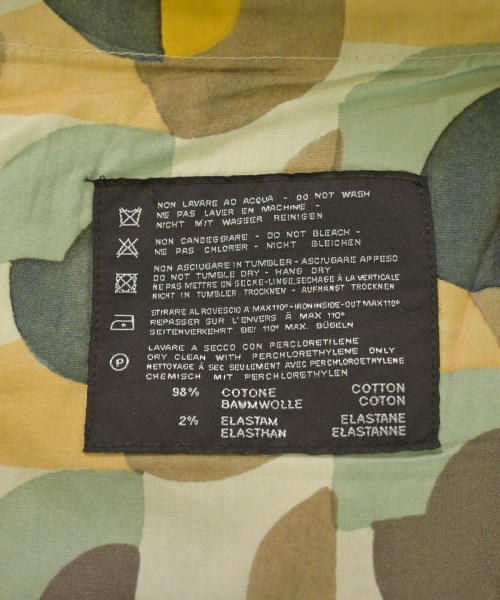 NON LAVARE AD ACQUA - DO NOT WASH
NE PAS LAVER EN MACHINE -
NICHT MIT WASSER REINIGEN
NON CANDEGGIARE - DO NOT BLEACH -
NE PAS CHLORER - NICHT BLEICHEN
NON ASCIUGARE IN TUMBLER - ASCIUGARE APPESO
DO NOT TUMBLE DRY - HANG DRY
NE PAS METTRE EN SECHE-LINGE, SECHAGE À LA VERTICALE
NICHT IN TUMBLER TROCKNEN - AUFHÄNGT TROCKNEN
STIRARE AL ROVESCIO A MAX 110°-IRON INSIDE-OUT MAX 110°
REPASSER SUR L'ENVERS À MAX 110°
SEITENVERKEHRT BEI 110° MAX. BÜGELN
P
LAVARE A SECCO CON PERCLORETILENE
DRY CLEAN WITH PERCHLORETHYLENE ONLY
NETTOYAGE À SEC SEULEMENT AVEC PERCHLORETHYLENE
CHEMISCH MIT PERCHLORETHYLEN
98% COTONE COTTON
BAUMWOLLE COTON
2% ELASTAM ELASTANE
ELASTHAN ELASTANNE